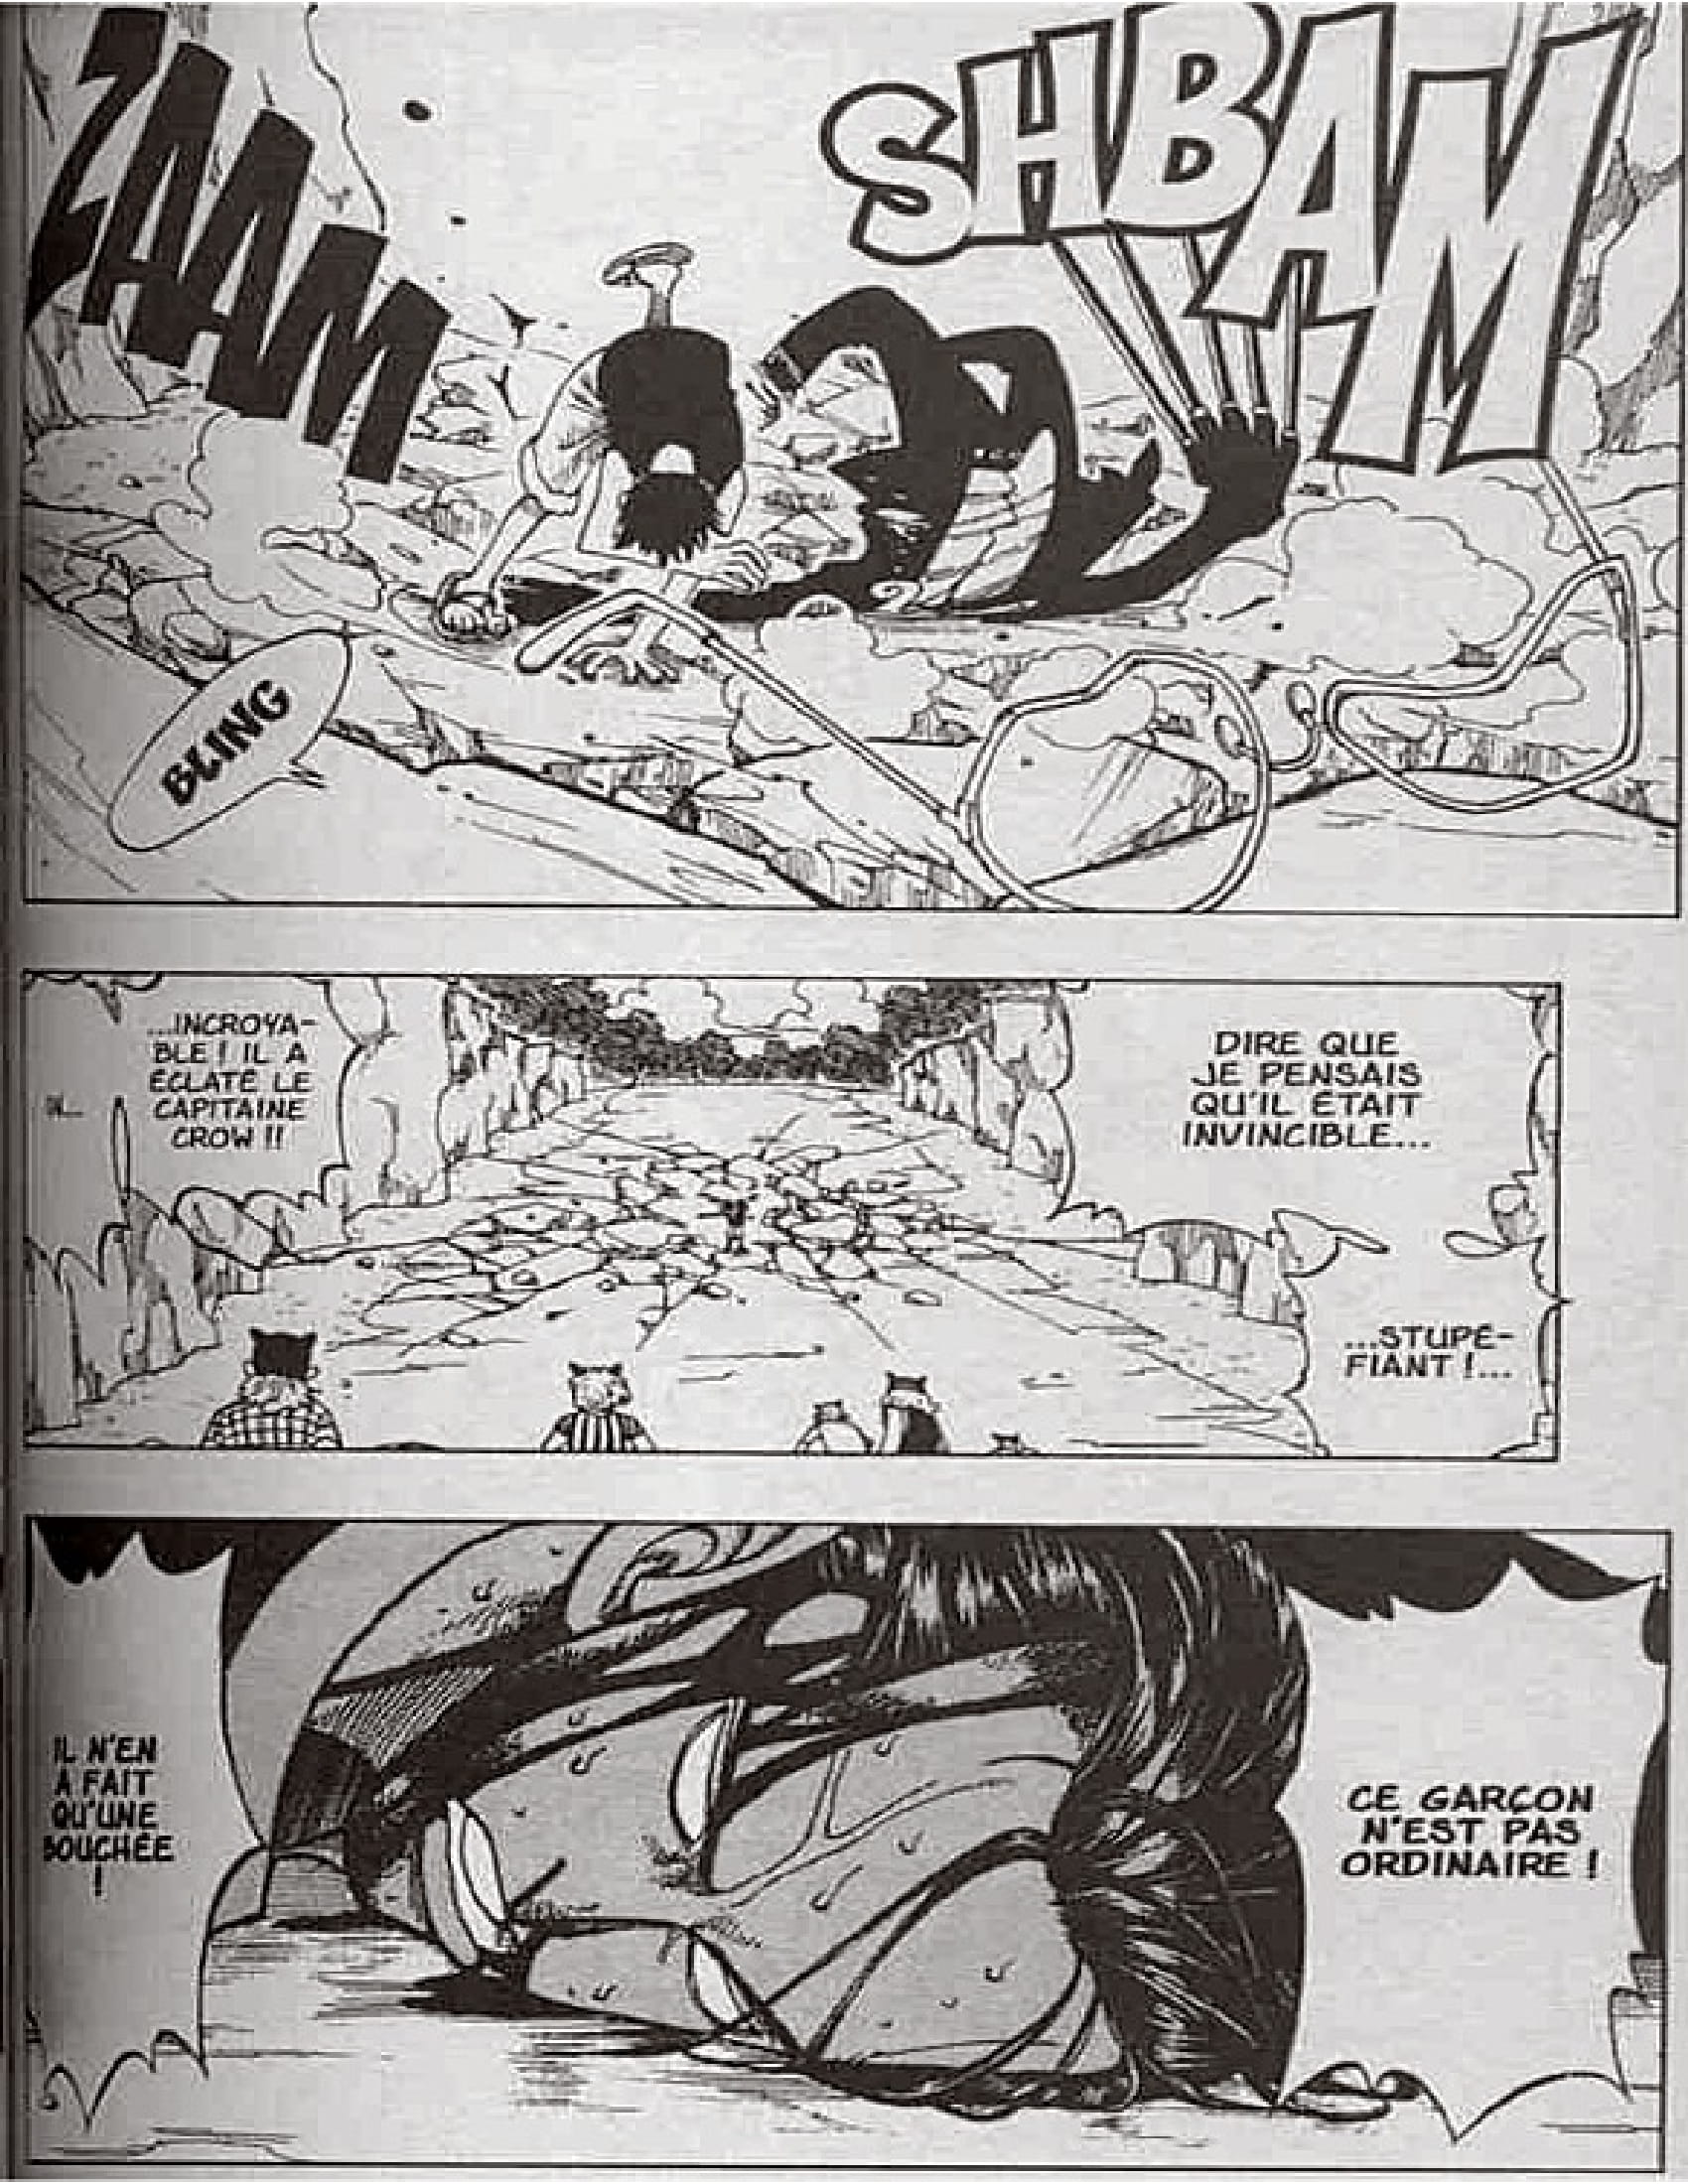 SHBAM
ZAAM
BLING
DIRE QUE
JE PENSAIS
QU'IL ÉTAIT
INVINCIBLE...
...STUPÉ-
FIANT !...
...INCROYA-
BLE ! IL A
ÉCLATÉ LE
CAPITAINE
CROW !!
CE GARÇON
N'EST PAS
ORDINAIRE !
IL N'EN
A FAIT
QU'UNE
BOUCHÉE
!